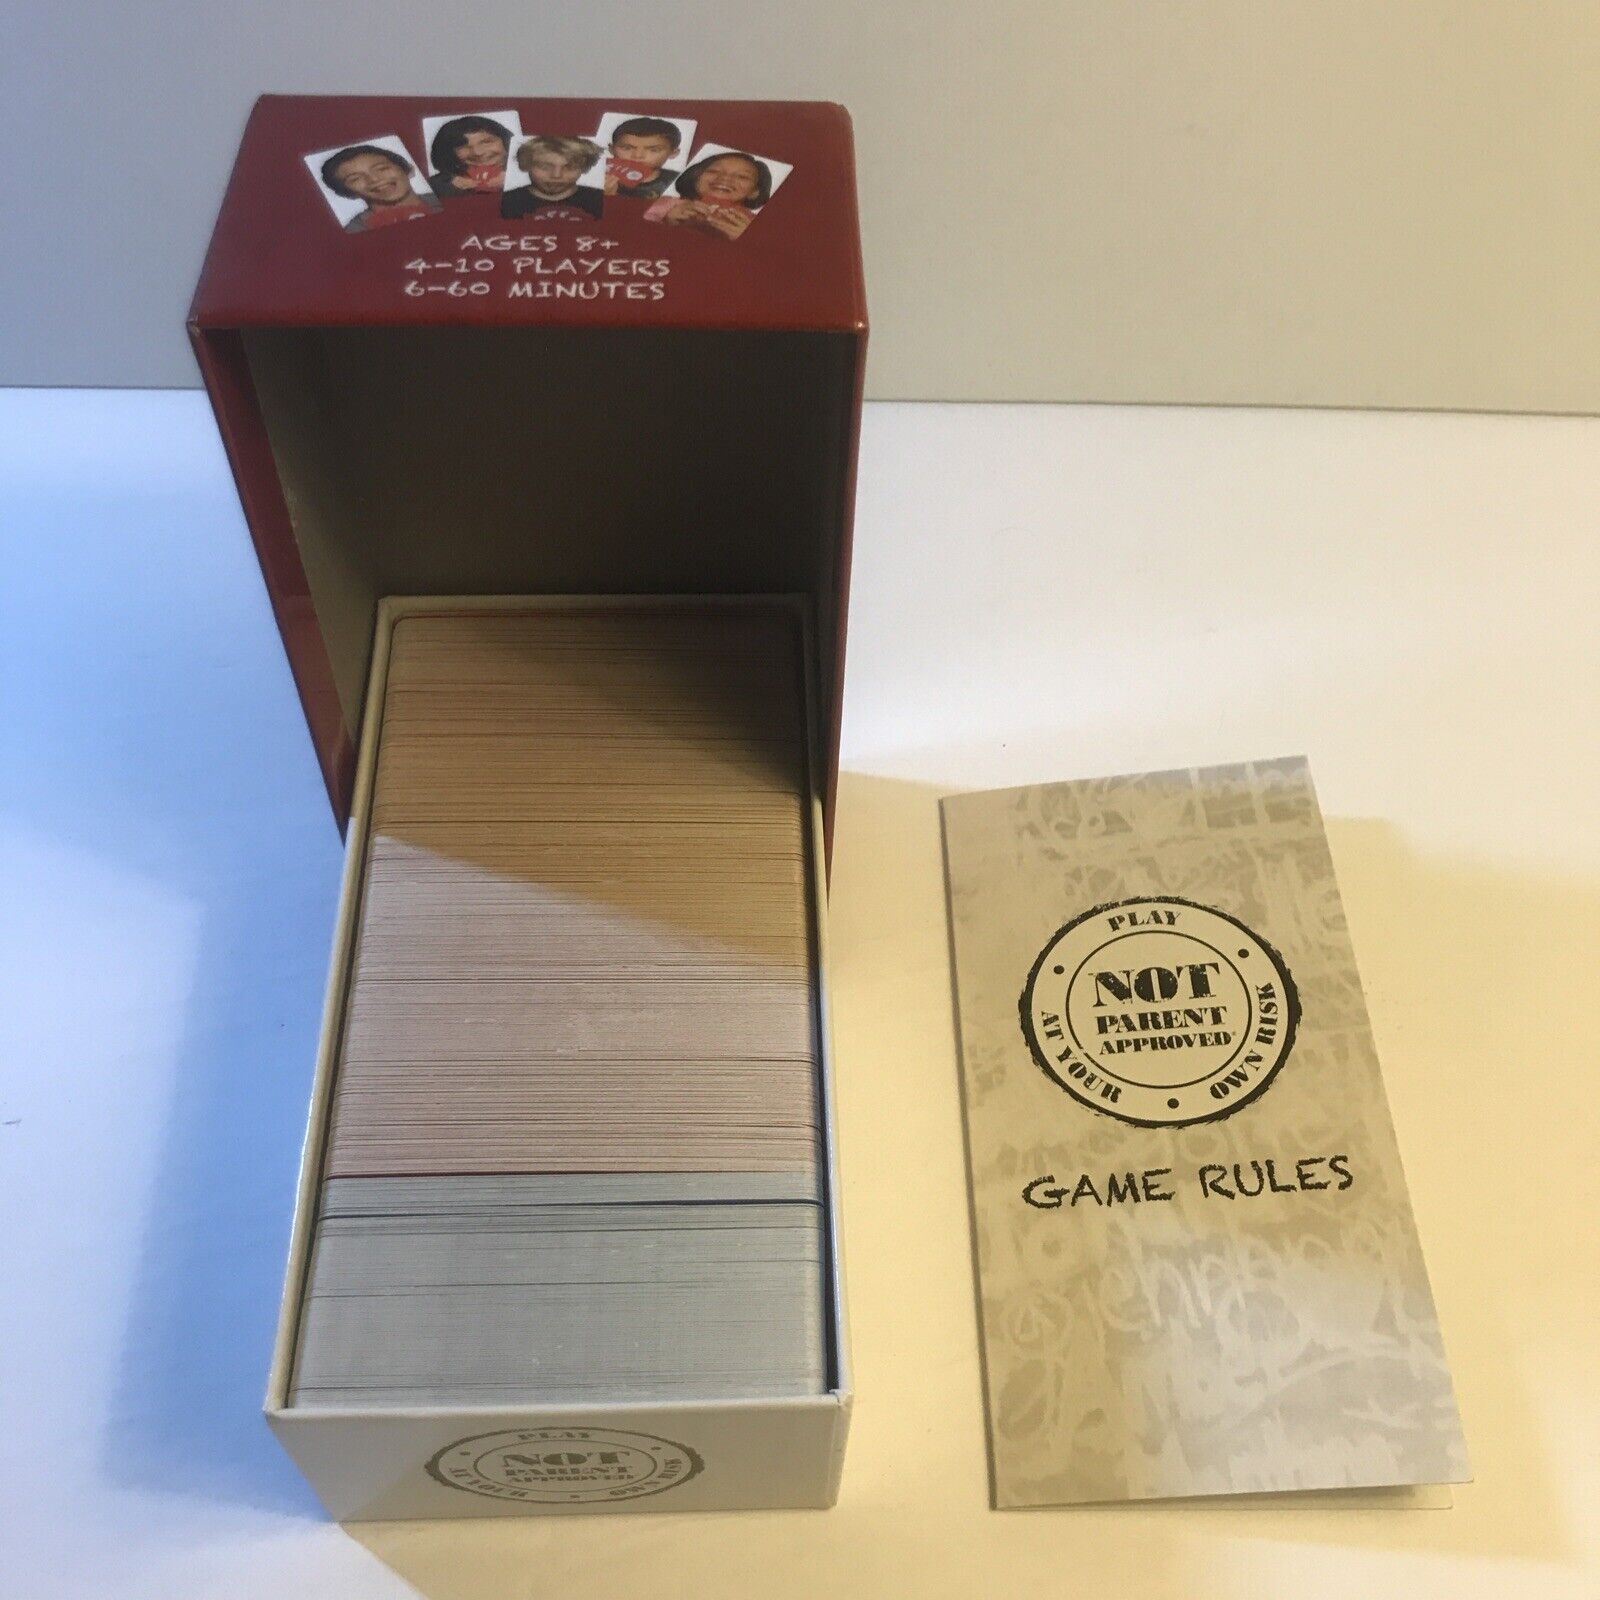 AGES 8+
4-10 PLAYERS
6-60 MINUTES
PLAY
NOT
PARENT
APPROVED®
AT YOUR
OWN RISK
GAME RULES
PLAY
NOT
PARENT
APPROVED
AT YOUR
OWN RISK